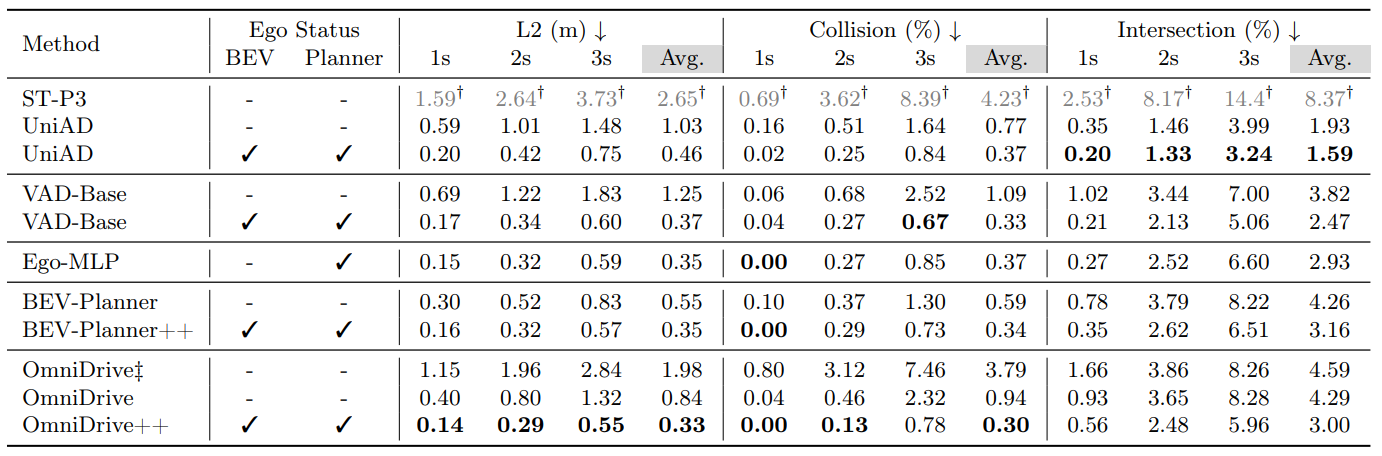 Method Ego Status L2 (m) ↓ Collision (%) ↓ Intersection (%) ↓
BEV Planner 1s 2s 3s Avg. 1s 2s 3s Avg. 1s 2s 3s Avg.
ST-P3 - - 1.59† 2.64† 3.73† 2.65† 0.69† 3.62† 8.39† 4.23† 2.53† 8.17† 14.4† 8.37†
UniAD - - 0.59 1.01 1.48 1.03 0.16 0.51 1.64 0.77 0.35 1.46 3.99 1.93
UniAD ✓ ✓ 0.20 0.42 0.75 0.46 0.02 0.25 0.84 0.37 0.20 1.33 3.24 1.59
VAD-Base - - 0.69 1.22 1.83 1.25 0.06 0.68 2.52 1.09 1.02 3.44 7.00 3.82
VAD-Base ✓ ✓ 0.17 0.34 0.60 0.37 0.04 0.27 0.67 0.33 0.21 2.13 5.06 2.47
Ego-MLP - ✓ 0.15 0.32 0.59 0.35 0.00 0.27 0.85 0.37 0.27 2.52 6.60 2.93
BEV-Planner - - 0.30 0.52 0.83 0.55 0.10 0.37 1.30 0.59 0.78 3.79 8.22 4.26
BEV-Planner++ ✓ ✓ 0.16 0.32 0.57 0.35 0.00 0.29 0.73 0.34 0.35 2.62 6.51 3.16
OmniDrive‡ - - 1.15 1.96 2.84 1.98 0.80 3.12 7.46 3.79 1.66 3.86 8.26 4.59
OmniDrive - - 0.40 0.80 1.32 0.84 0.04 0.46 2.32 0.94 0.93 3.65 8.28 4.29
OmniDrive++ ✓ ✓ 0.14 0.29 0.55 0.33 0.00 0.13 0.78 0.30 0.56 2.48 5.96 3.00